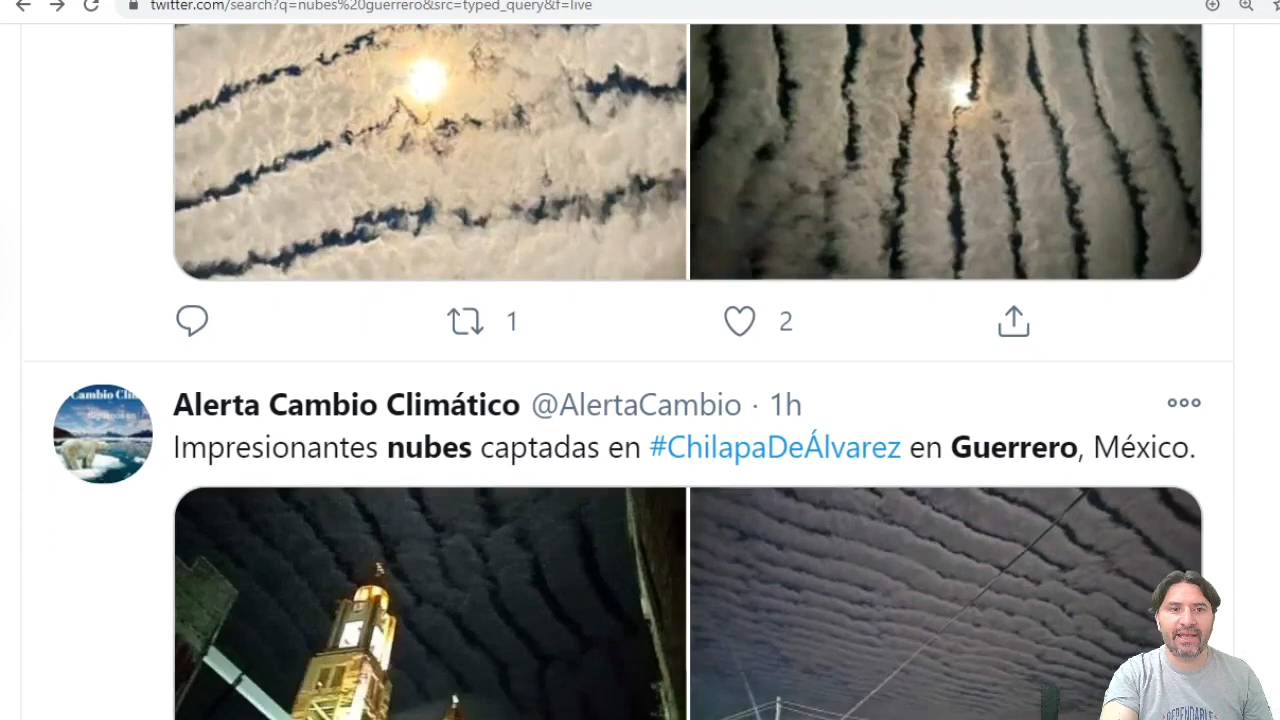 twitter.com/search?q=nubes%20guerrero&src=typed_query&f=live
1
2
Alerta Cambio Climático @AlertaCambio · 1h
Impresionantes nubes captadas en #ChilapaDeÁlvarez en Guerrero, México.